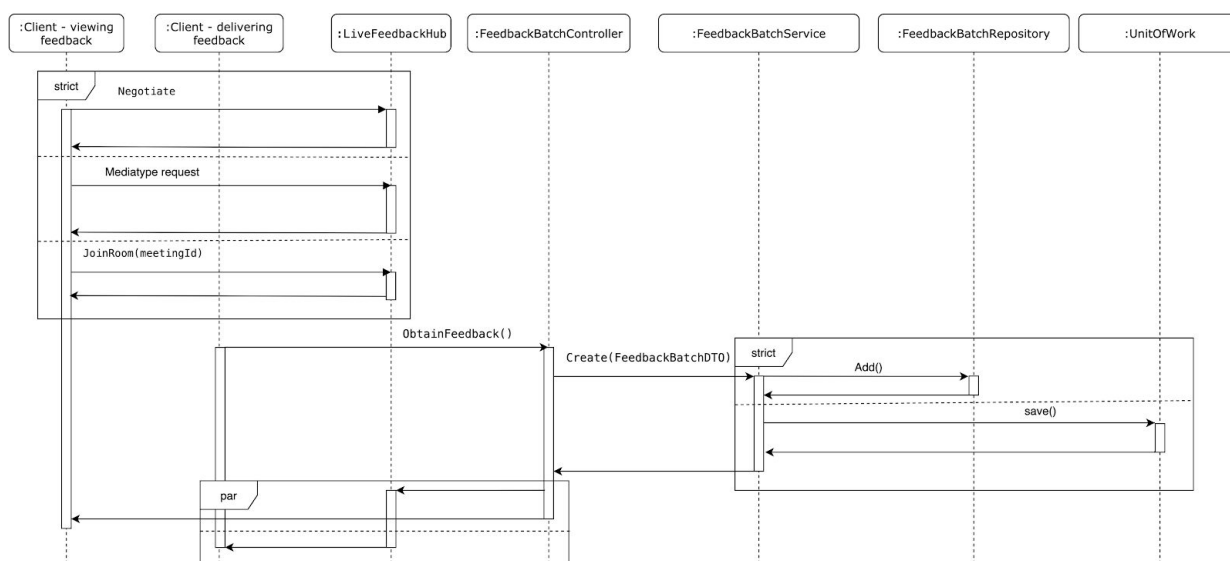 :Client - viewing
feedback
:Client - delivering
feedback
:LiveFeedbackHub
:FeedbackBatchController
:FeedbackBatchService
:FeedbackBatchRepository
:UnitOfWork
strict
Negotiate
Mediatype request
JoinRoom(meetingId)
ObtainFeedback()
Create(FeedbackBatchDTO)
strict
Add()
save()
par